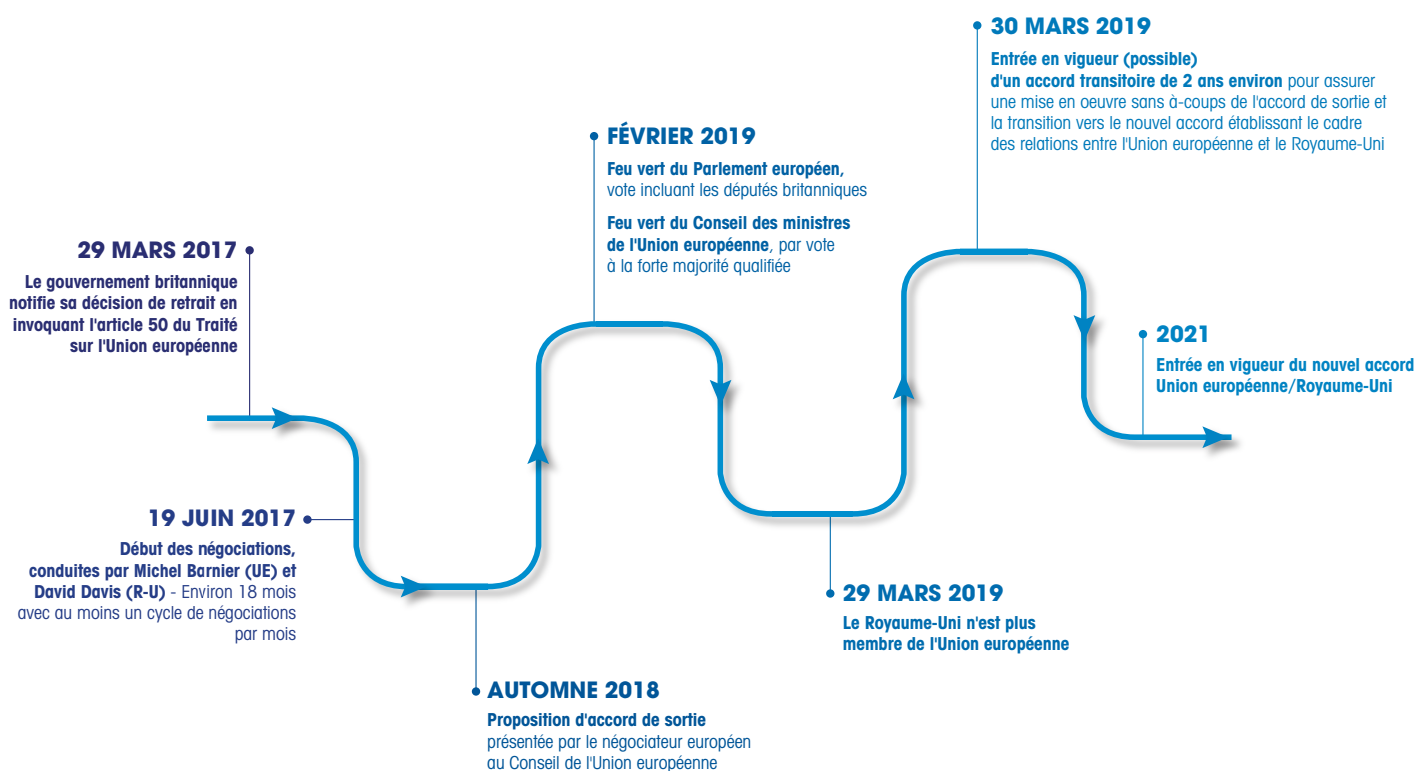 29 MARS 2017
Le gouvernement britannique
notifie sa décision de retrait en
invoquant l'article 50 du Traité
sur l'Union européenne
19 JUIN 2017
Début des négociations,
conduites par Michel Barnier (UE) et
David Davis (R-U) - Environ 18 mois
avec au moins un cycle de négociations
par mois
AUTOMNE 2018
Proposition d'accord de sortie
présentée par le négociateur européen
au Conseil de l'Union européenne
FÉVRIER 2019
Feu vert du Parlement européen,
vote incluant les députés britanniques
Feu vert du Conseil des ministres
de l'Union européenne, par vote
à la forte majorité qualifiée
29 MARS 2019
Le Royaume-Uni n'est plus
membre de l'Union européenne
30 MARS 2019
Entrée en vigueur (possible)
d'un accord transitoire de 2 ans environ pour assurer
une mise en oeuvre sans à-coups de l'accord de sortie et
la transition vers le nouvel accord établissant le cadre
des relations entre l'Union européenne et le Royaume-Uni
2021
Entrée en vigueur du nouvel accord
Union européenne/Royaume-Uni